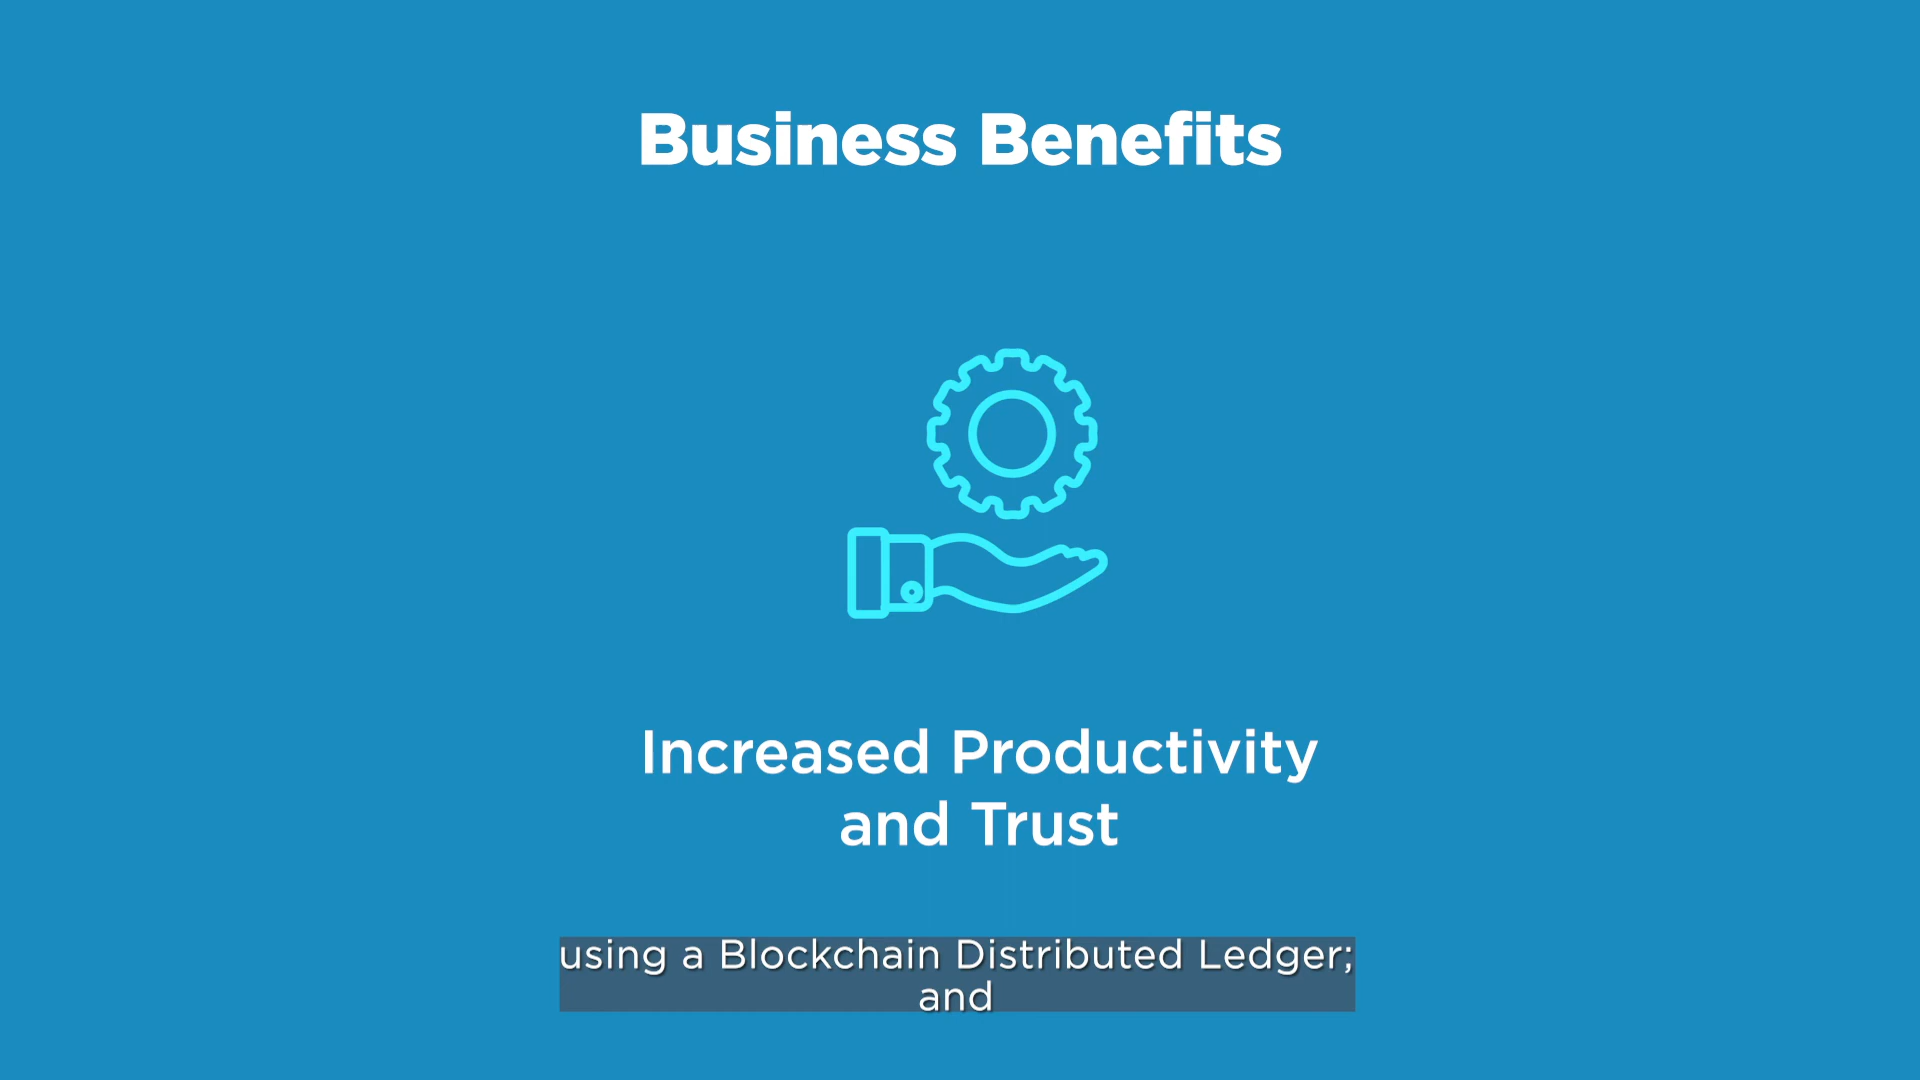 Business Benefits
Increased Productivity
and Trust
using a Blockchain Distributed Ledger;
and